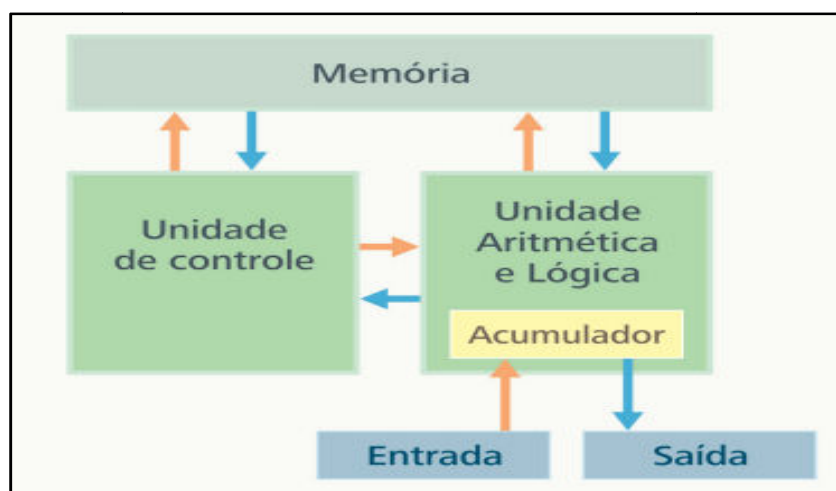 Memória
Unidade
de controle
Unidade
Aritmética
e Lógica
Acumulador
Entrada
Saída